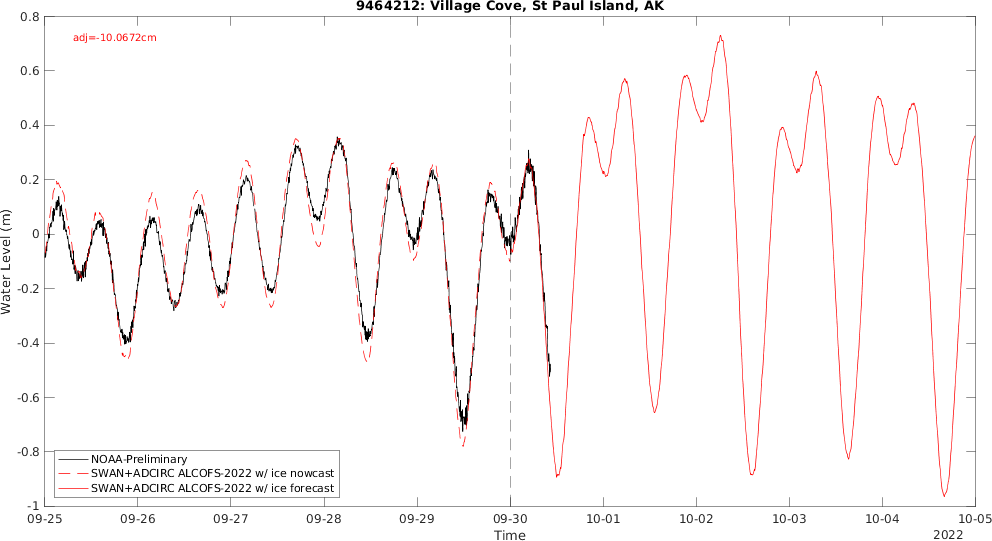 9464212: Village Cove, St Paul Island, AK
adj=-10.0672cm
0.8
0.6
0.4
0.2
0
-0.2
-0.4
-0.6
-0.8
-1
Water Level (m)
NOAA-Preliminary
SWAN+ADCIRC ALCOFS-2022 w/ ice nowcast
SWAN+ADCIRC ALCOFS-2022 w/ ice forecast
09-25 09-26 09-27 09-28 09-29 09-30 10-01 10-02 10-03 10-04 10-05
Time
2022